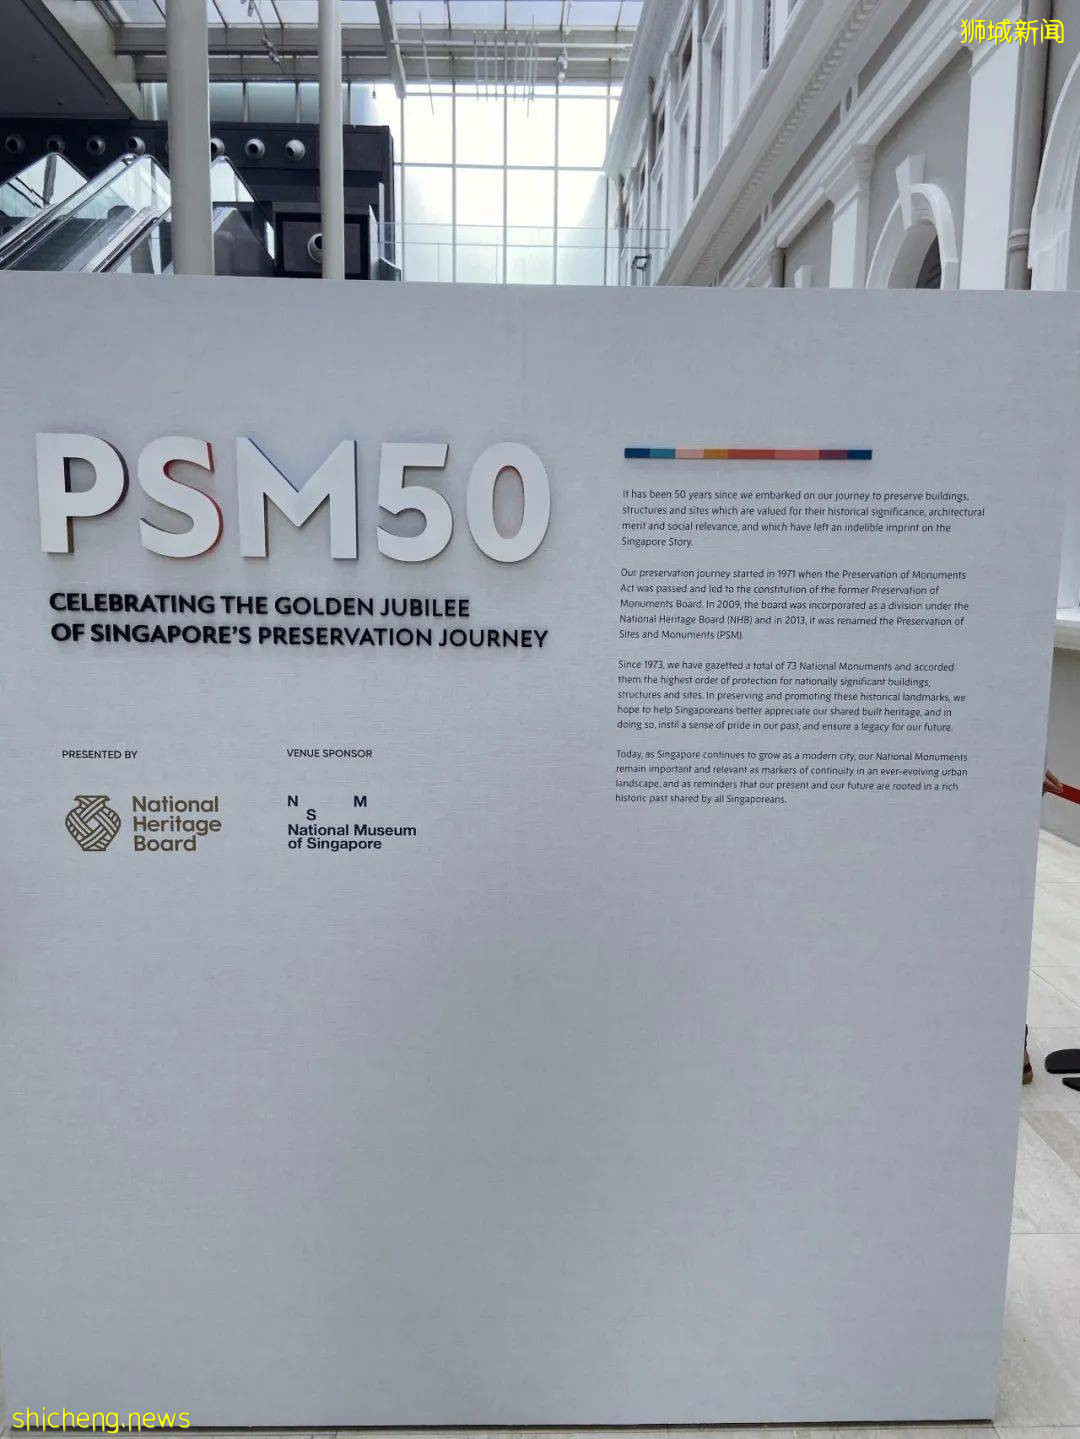 狮城新闻
PSM50
CELEBRATING THE GOLDEN JUBILEE
OF SINGAPORE'S PRESERVATION JOURNEY
PRESENTED BY
National
Heritage
Board
VENUE SPONSOR
N M
S
National Museum
of Singapore
It has been 50 years since we embarked on our journey to preserve buildings,
structures and sites which are valued for their historical significance, architectural
merit and social relevance, and which have left an indelible imprint on the
Singapore Story.
Our preservation journey started in 1971 when the Preservation of Monuments
Act was passed and led to the constitution of the former Preservation of
Monuments Board. In 2009, the board was incorporated as a division under the
National Heritage Board (NHB) and in 2013, it was renamed the Preservation of
Sites and Monuments (PSM).
Since 1973, we have gazetted a total of 73 National Monuments and accorded
them the highest order of protection for nationally significant buildings,
structures and sites. In preserving and promoting these historical landmarks, we
hope to help Singaporeans better appreciate our shared built heritage, and in
doing so, instil a sense of pride in our past, and ensure a legacy for our future.
Today, as Singapore continues to grow as a modern city, our National Monuments
remain important and relevant as markers of continuity in an ever-evolving urban
landscape, and as reminders that our present and our future are rooted in a rich
historic past shared by all Singaporeans.
shicheng.news